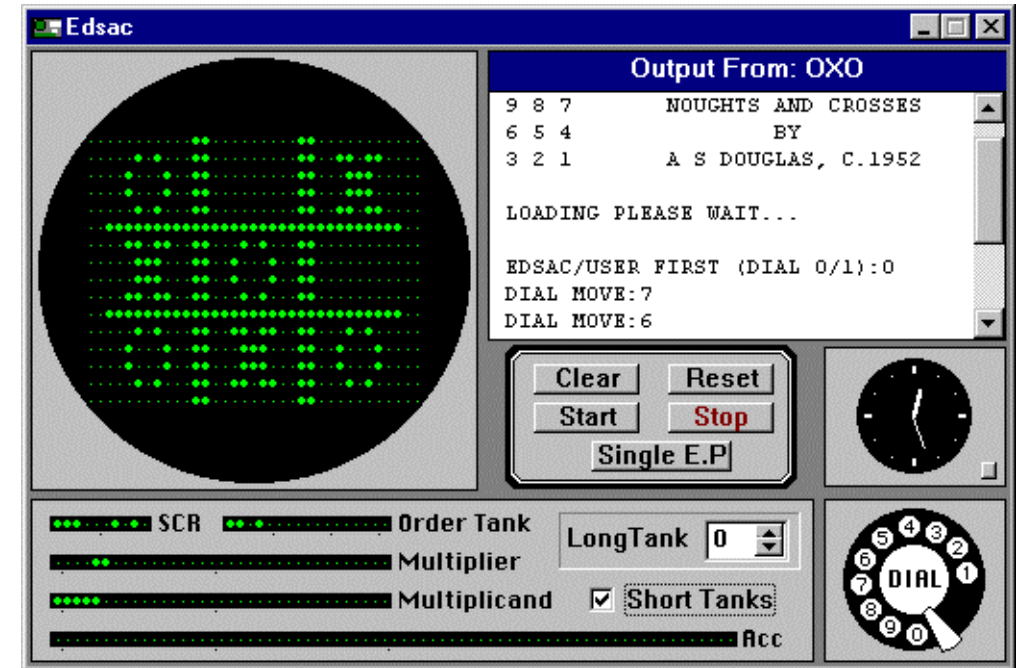 Edsac
Output From: OXO
9 8 7 NOUGHTS AND CROSSES
6 5 4 BY
3 2 1 A S DOUGLAS, C.1952
LOADING PLEASE WAIT...
EDSAC/USER FIRST (DIAL 0/1):0
DIAL MOVE:7
DIAL MOVE:6
Clear Reset
Start Stop
Single E.P
SCR Order Tank
Multiplier
Multiplicand
Acc
LongTank 0
Short Tanks
4 3 2 1 5 6 7 8 9 0
DIAL